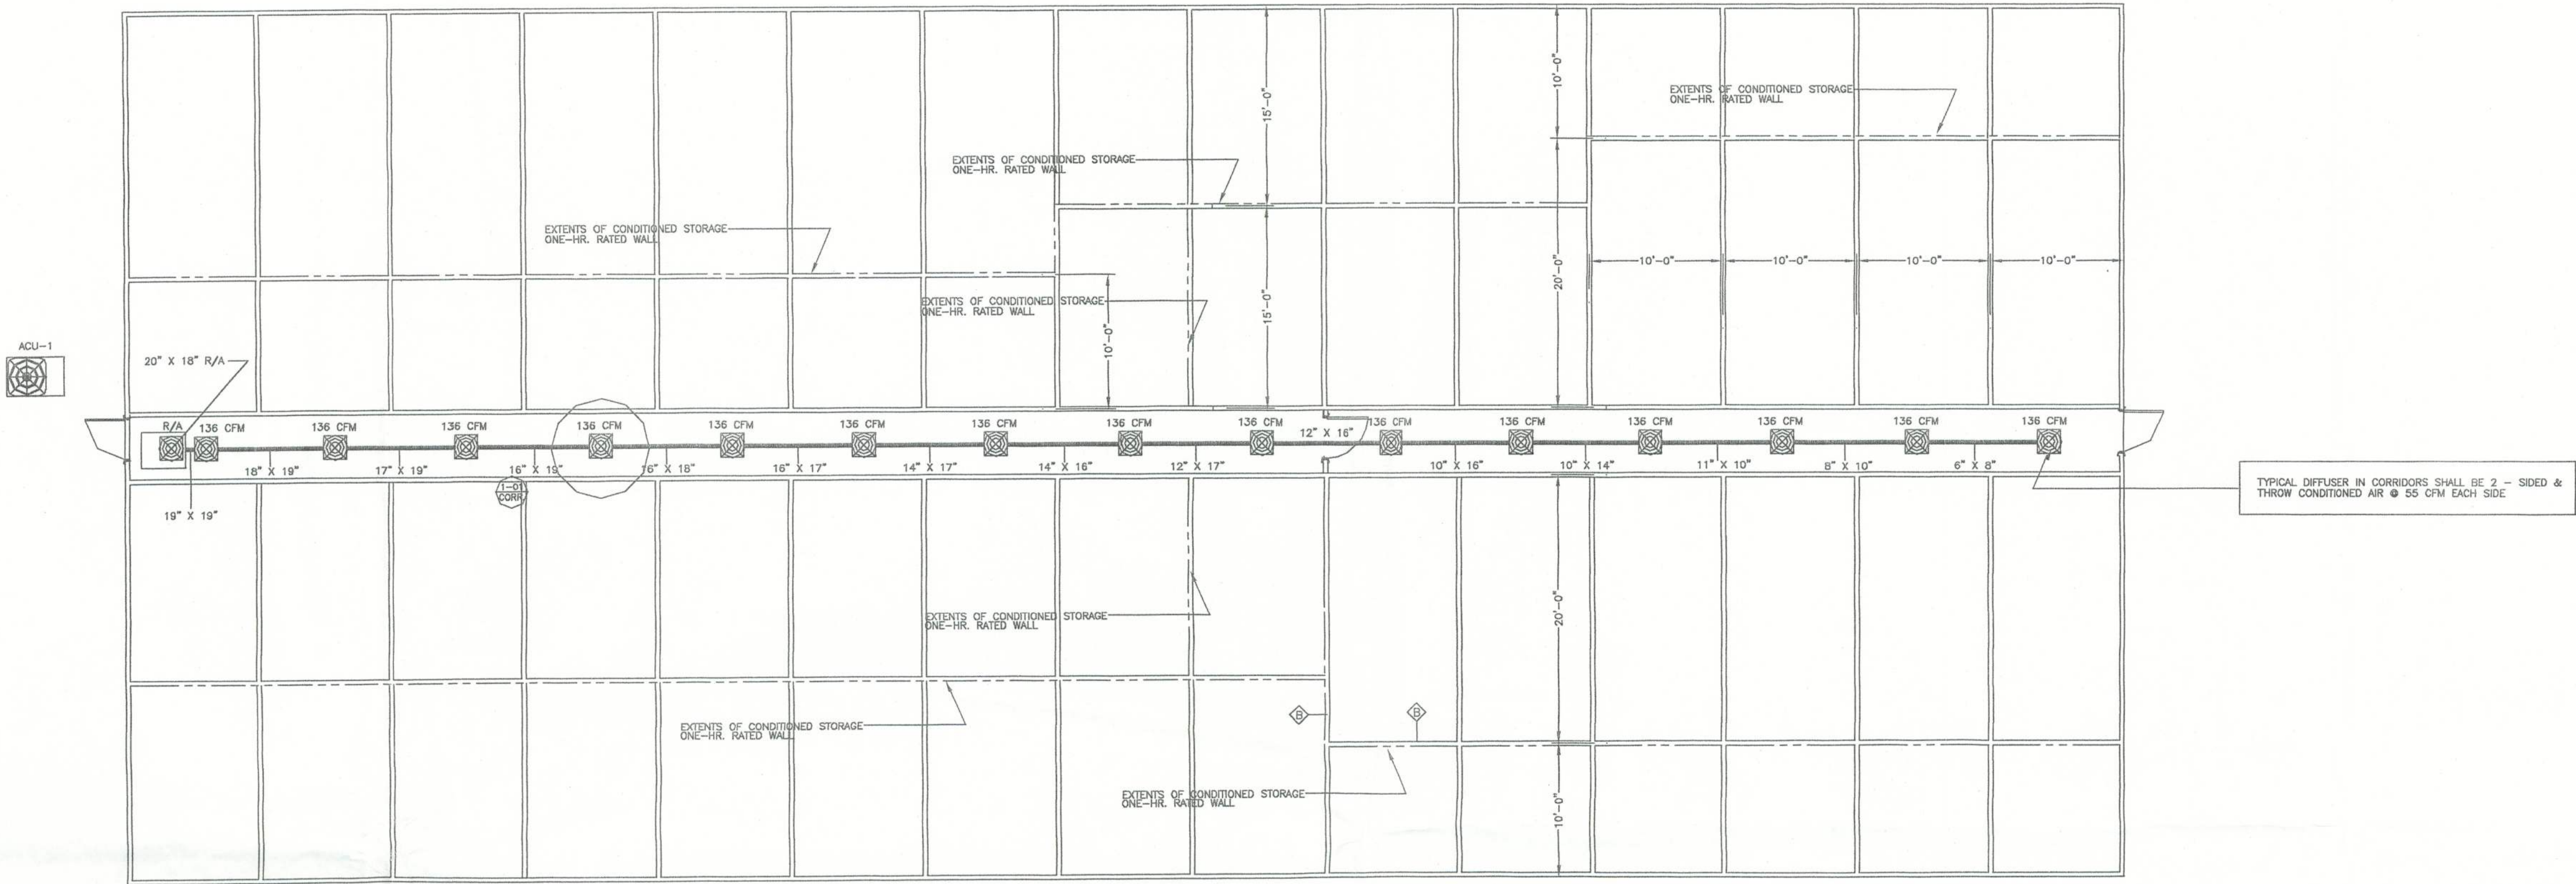 10'-0"
15'-0"
EXTENTS OF CONDITIONED STORAGE
ONE-HR. RATED WALL
EXTENTS OF CONDITIONED STORAGE
ONE-HR. RATED WALL
EXTENTS OF CONDITIONED STORAGE
ONE-HR. RATED WALL
20'-0"
10'-0"
10'-0"
10'-0"
10'-0"
EXTENTS OF CONDITIONED STORAGE
ONE-HR. RATED WALL
15'-0"
10'-0"
ACU-1
20" X 18" R/A
R/A
136 CFM
136 CFM
136 CFM
136 CFM
136 CFM
136 CFM
136 CFM
136 CFM
136 CFM
12" X 16"
136 CFM
136 CFM
136 CFM
136 CFM
136 CFM
136 CFM
18" X 19"
17" X 19"
16" X 19"
16" X 18"
16" X 17"
14" X 17"
14" X 16"
12" X 17"
10" X 16"
10" X 14"
11" X 10"
8" X 10"
6" X 8"
1-01
CORR.
19" X 19"
TYPICAL DIFFUSER IN CORRIDORS SHALL BE 2 - SIDED &
THROW CONDITIONED AIR @ 55 CFM EACH SIDE
20'-0"
EXTENTS OF CONDITIONED STORAGE
ONE-HR. RATED WALL
B
B
EXTENTS OF CONDITIONED STORAGE
ONE-HR. RATED WALL
EXTENTS OF CONDITIONED STORAGE
ONE-HR. RATED WALL
10'-0"